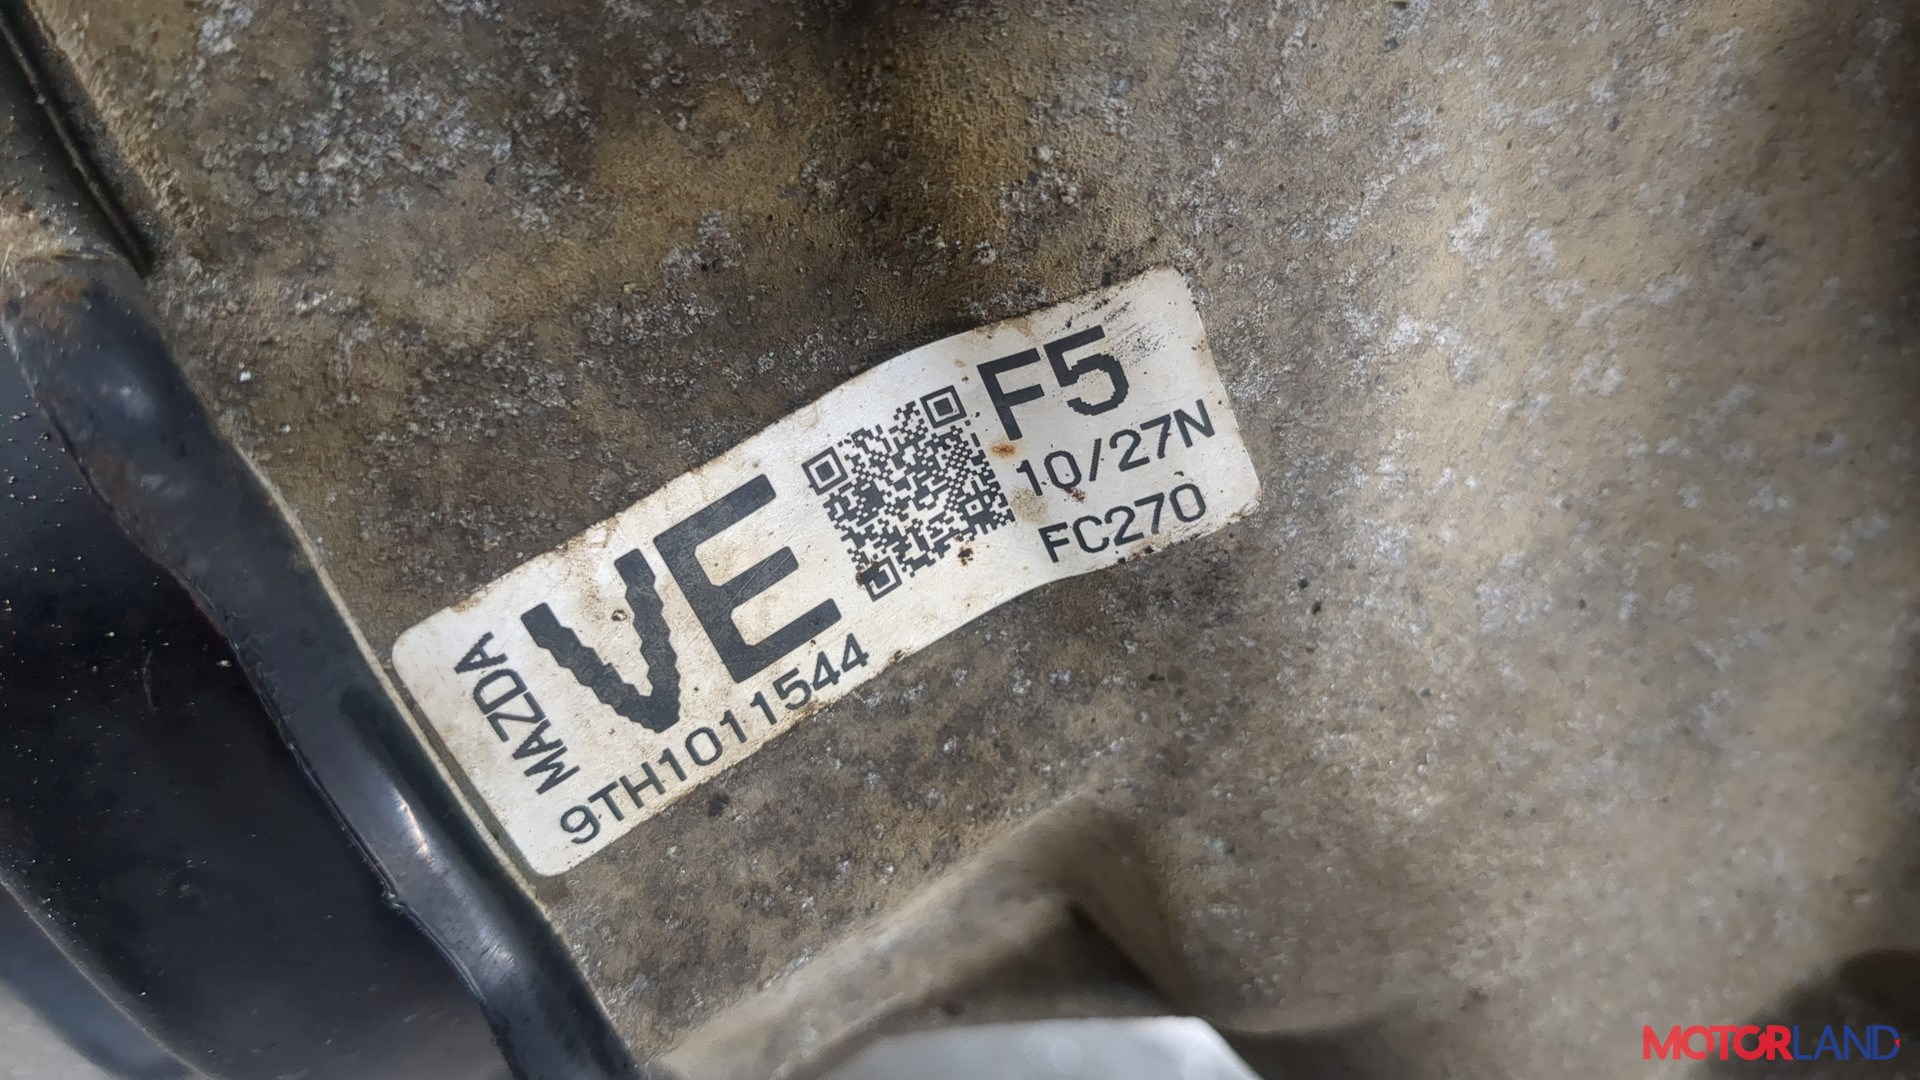 MAZDA
VE
F5
10/27N
FC270
9TH1011544
MOTORLAND